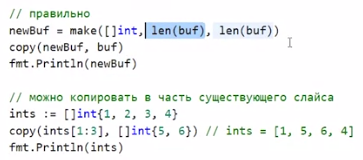 // правильно
newBuf = make([]int, len(buf), len(buf))
copy(newBuf, buf)
fmt.Println(newBuf)
// можно копировать в часть существующего слайса
ints := []int{1, 2, 3, 4}
copy(ints[1:3], []int{5, 6}) // ints = [1, 5, 6, 4]
fmt.Println(ints)